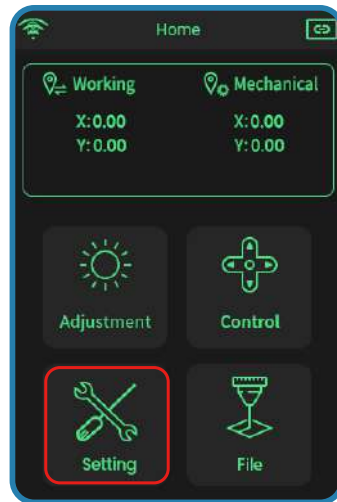 Home
Working Mechanical
X:0.00 X:0.00
Y:0.00 Y:0.00
Adjustment Control
Setting File